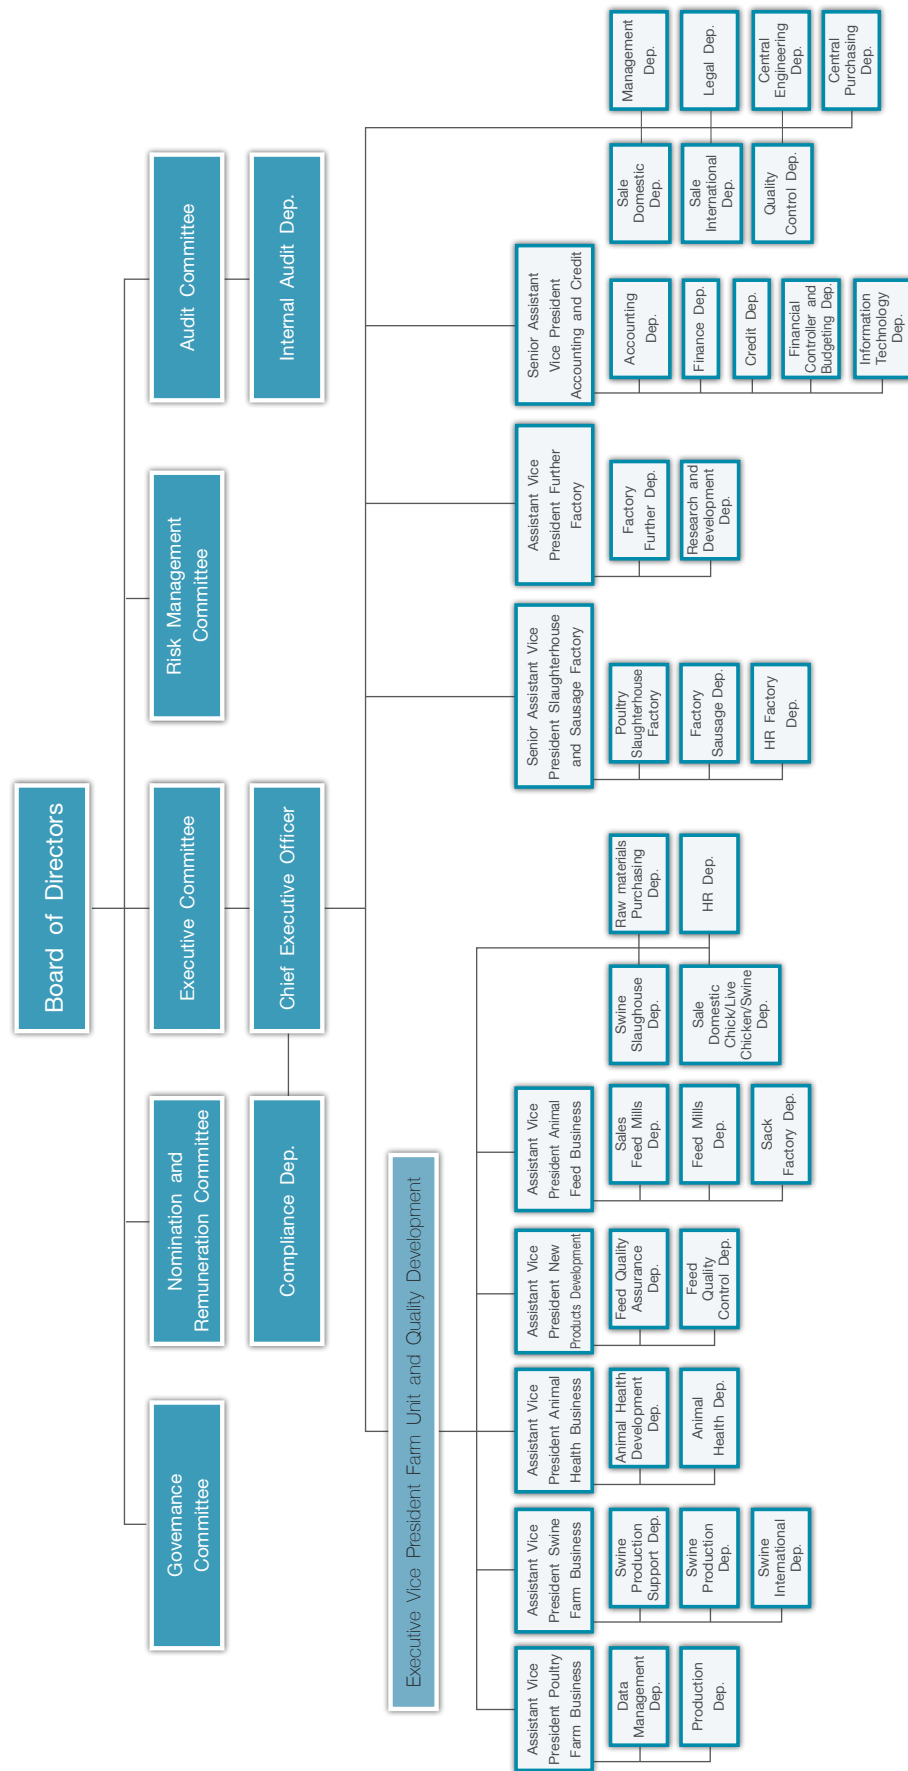 Board of Directors
Governance
Committee
Nomination and
Remuneration Committee
Executive Committee
Risk Management
Committee
Audit Committee
Compliance Dep.
Chief Executive Officer
Internal Audit Dep.
Executive Vice President Farm Unit and Quality Development
Assistant Vice
President Poultry
Farm Business
Data
Management
Dep.
Production
Dep.
Assistant Vice
President Swine
Farm Business
Swine
Production
Support Dep.
Swine
Production
Dep.
Swine
International
Dep.
Assistant Vice
President Animal
Health Business
Animal Health
Development
Dep.
Animal
Health Dep.
Assistant Vice
President New
Products Development
Feed Quality
Assurance
Dep.
Feed
Quality
Control Dep.
Assistant Vice
President Animal
Feed Business
Sales
Feed Mills
Dep.
Feed Mills
Dep.
Sack
Factory Dep.
Swine
Slaughouse
Dep.
Raw materials
Purchasing
Dep.
Sale
Domestic
Chick/Live
Chicken/Swine
Dep.
HR Dep.
Senior Assistant Vice
President Slaughterhouse
and Sausage Factory
Poultry
Slaughterhouse
Factory
Factory
Sausage Dep.
HR Factory
Dep.
Assistant Vice
President Further
Factory
Factory
Further Dep.
Research and
Development
Dep.
Senior Assistant
Vice President
Accounting and Credit
Accounting
Dep.
Finance Dep.
Credit Dep.
Financial
Controller and
Budgeting Dep.
Information
Technology
Dep.
Sale
Domestic
Dep.
Management
Dep.
Sale
International
Dep.
Legal Dep.
Quality
Control Dep.
Central
Engineering
Dep.
Central
Purchasing
Dep.